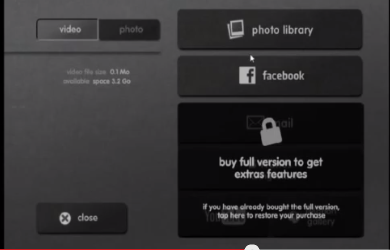 video photo
photo library
video file size 0.1 Mo
available space 3.2 Go
facebook
mail
buy full version to get
extras features
if you have already bought the full version,
tap here to restore your purchase
close
gallery